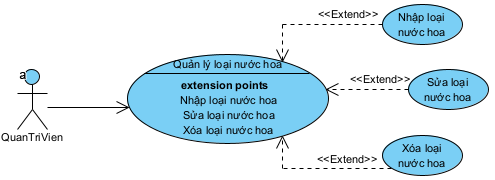 <<Extend>>
Nhập loại
nước hoa
Quản lý loại nước hoa
extension points
Nhập loại nước hoa
Sửa loại nước hoa
Xóa loại nước hoa
<<Extend>>
Sửa loại
nước hoa
a
QuanTriVien
<<Extend>>
Xóa loại
nước hoa